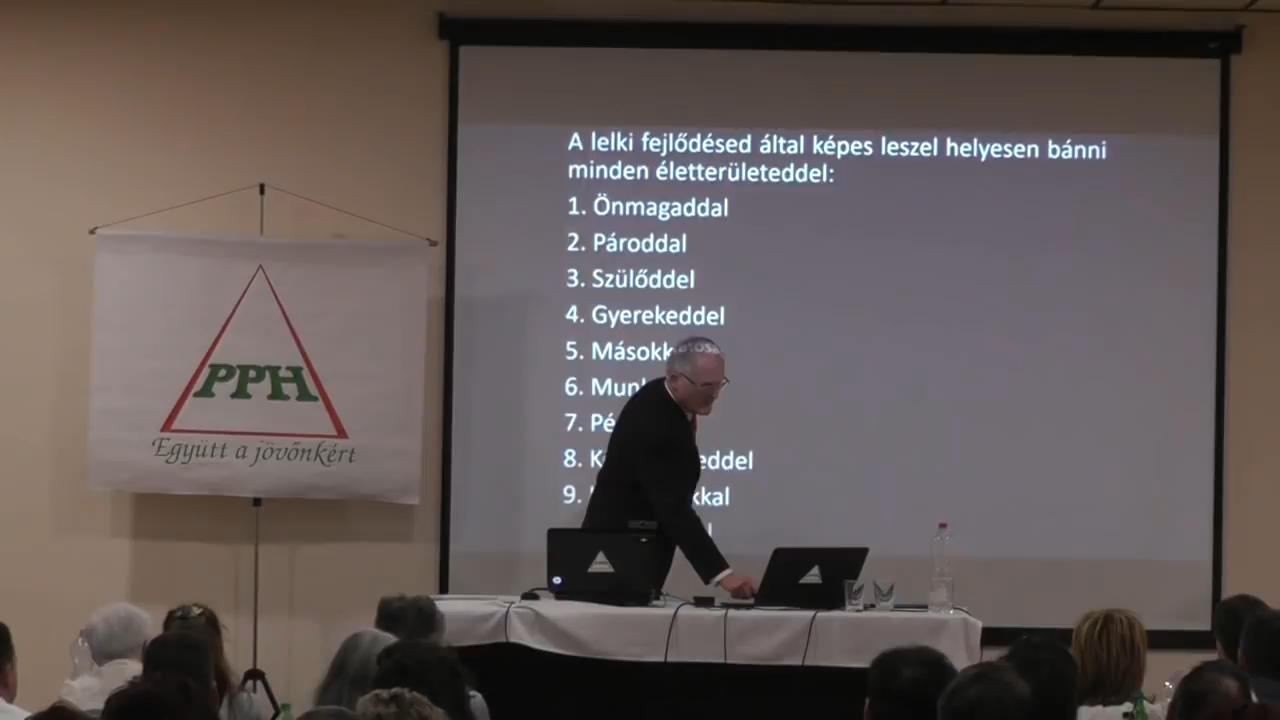 A lelki fejlődésed által képes leszel helyesen bánni
minden életterületeddel:
1. Önmagaddal
2. Pároddal
3. Szülőddel
4. Gyerekeddel
5.
6.
7.
8.
9.
PPH
Együtt a jövőnkért